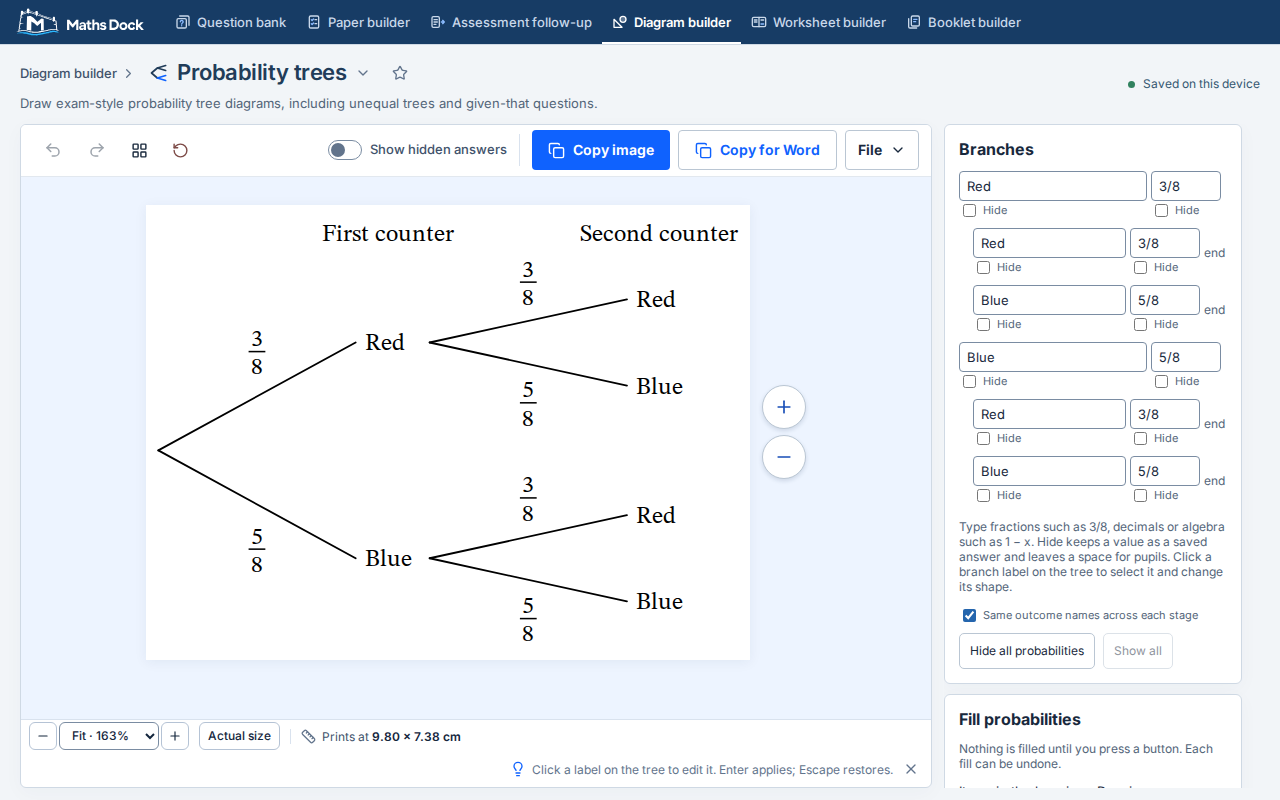 Maths Dock
Question bank
Paper builder
Assessment follow-up
Diagram builder
Worksheet builder
Booklet builder
Diagram builder
Probability trees
Saved on this device
Draw exam-style probability tree diagrams, including unequal trees and given-that questions.
Show hidden answers
Copy image
Copy for Word
File
First counter
Second counter
3
8
Red
3
8
Red
5
8
Blue
5
8
Blue
3
8
Red
5
8
Blue
Fit · 163%
Actual size
Prints at 9.80 × 7.38 cm
Click a label on the tree to edit it. Enter applies; Escape restores.
Branches
Red
3/8
Hide
Hide
Red
3/8
end
Hide
Hide
Blue
5/8
end
Hide
Hide
Blue
5/8
Hide
Hide
Red
3/8
end
Hide
Hide
Blue
5/8
end
Hide
Hide
Type fractions such as 3/8, decimals or algebra
such as 1 − x. Hide keeps a value as a saved
answer and leaves a space for pupils. Click a
branch label on the tree to select it and change
its shape.
Same outcome names across each stage
Hide all probabilities
Show all
Fill probabilities
Nothing is filled until you press a button. Each
fill can be undone.